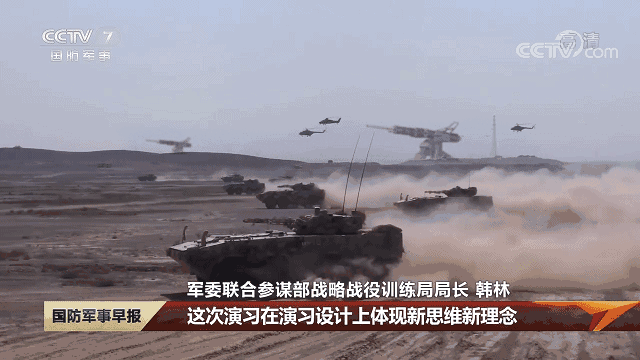 CCTV 7
国防军事
高清
CCTV.com
军委联合参谋部战略战役训练局局长 韩林
国防军事早报
这次演习在演习设计上体现新思维新理念